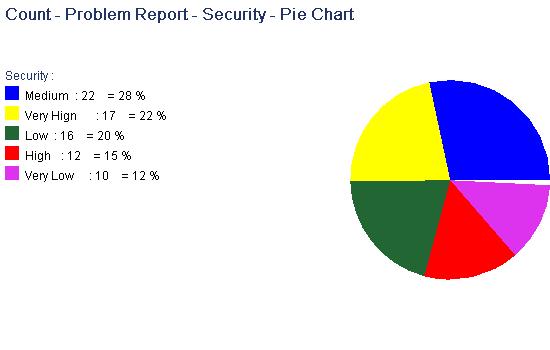 Count - Problem Report - Security - Pie Chart
Security :
Medium : 22 = 28 %
Very Hign : 17 = 22 %
Low : 16 = 20 %
High : 12 = 15 %
Very Low : 10 = 12 %